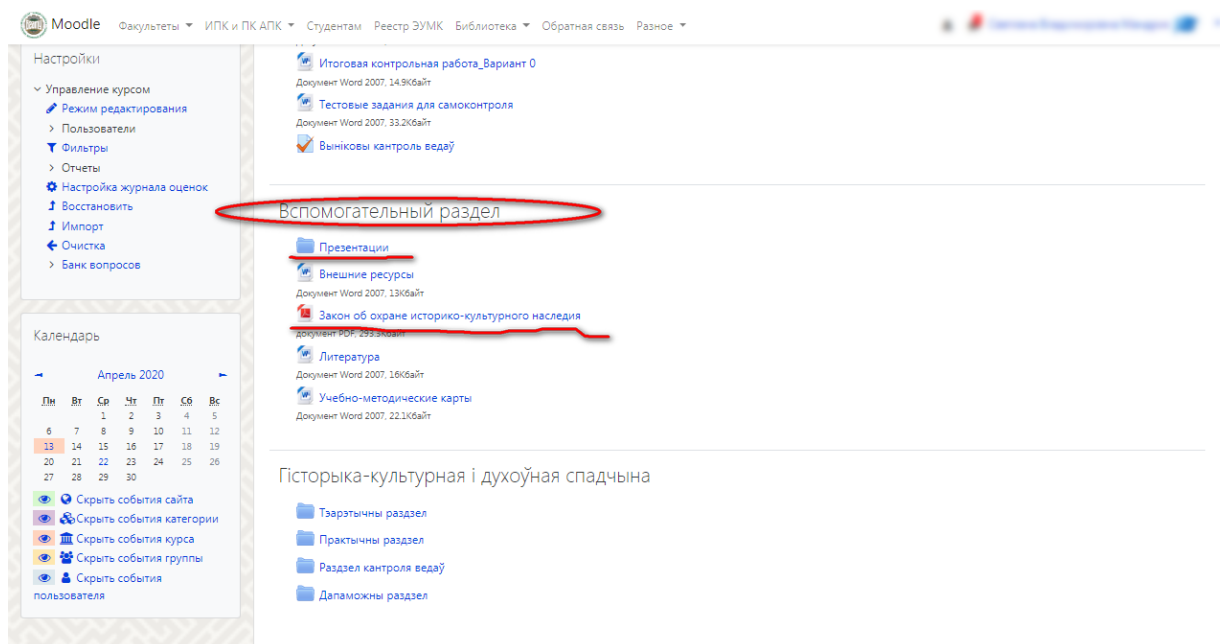 Moodle Факультеты ИПК и ПК АПК Студентам Реестр ЭУМК Библиотека Обратная связь Разное
Настройки
Управление курсом
Режим редактирования
Пользователи
Фильтры
Отчеты
Настройка журнала оценок
Восстановить
Импорт
Очистка
Банк вопросов
Календарь
Апрель 2020
Пн Вт Ср Чт Пт Сб Вс
1 2 3 4 5
6 7 8 9 10 11 12
13 14 15 16 17 18 19
20 21 22 23 24 25 26
27 28 29 30
Скрыть события сайта
Скрыть события категории
Скрыть события курса
Скрыть события группы
Скрыть события
пользователя
Итоговая контрольная работа_Вариант 0
Документ Word 2007, 14.9Кбайт
Тестовые задания для самоконтроля
Документ Word 2007, 33.2Кбайт
Выніковы кантроль ведаў
Вспомогательный раздел
Презентации
Внешние ресурсы
Документ Word 2007, 13Кбайт
Закон об охране историко-культурного наследия
документ PDF, 293.3Кбайт
Литература
Документ Word 2007, 16Кбайт
Учебно-методические карты
Документ Word 2007, 22.1Кбайт
Гісторыка-культурная і духоўная спадчына
Тэарэтычны раздзел
Практычны раздзел
Раздзел кантроля ведаў
Дапаможны раздзел